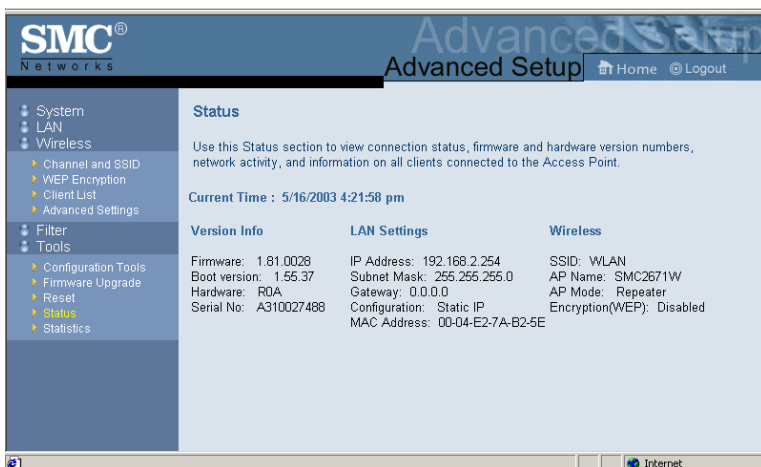 SMC®
Networks
Advanced Setup
Advanced Setup
Home
Logout
System
LAN
Wireless
Channel and SSID
WEP Encryption
Client List
Advanced Settings
Filter
Tools
Configuration Tools
Firmware Upgrade
Reset
Status
Statistics
Status
Use this Status section to view connection status, firmware and hardware version numbers,
network activity, and information on all clients connected to the Access Point.
Current Time : 5/16/2003 4:21:58 pm
Version Info
Firmware: 1.81.0028
Boot version: 1.55.37
Hardware: R0A
Serial No: A310027488
LAN Settings
IP Address: 192.168.2.254
Subnet Mask: 255.255.255.0
Gateway: 0.0.0.0
Configuration: Static IP
MAC Address: 00-04-E2-7A-B2-5E
Wireless
SSID: WLAN
AP Name: SMC2671W
AP Mode: Repeater
Encryption(WEP): Disabled
Internet